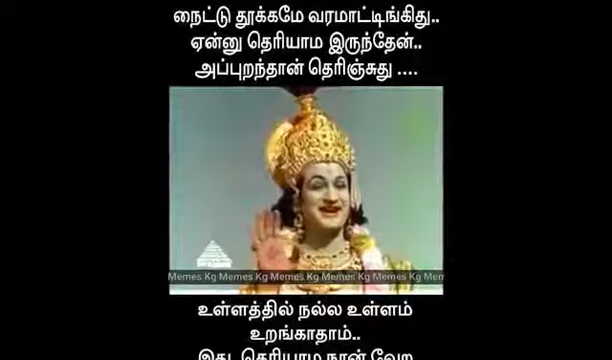 நைட்டு தூக்கமே வரமாட்டிங்கிது..
ஏன்னு தெரியாம இருந்தேன்..
அப்புறந்தான் தெரிஞ்சுது ....
Memes Kg Memes Kg Memes Kg Memes Kg Memes Kg Mem
உள்ளத்தில் நல்ல உள்ளம்
உறங்காதாம்..
இது தெரியாம நான் வேற